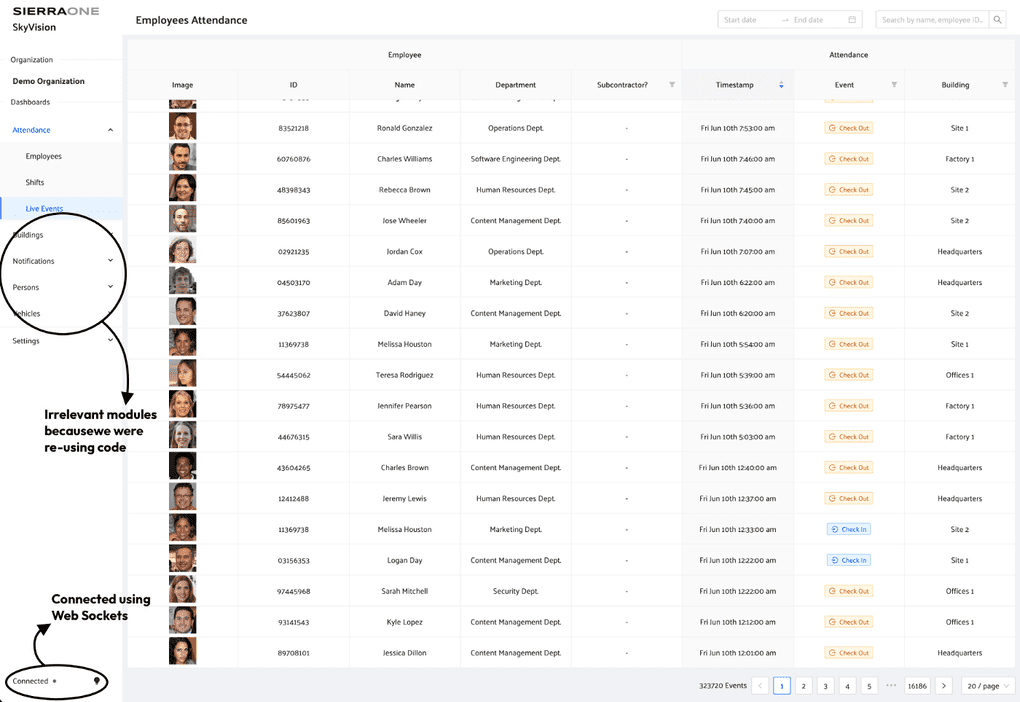 SIERRAONE
SkyVision
Employees Attendance
Start date → End date
Search by name, employee ID..
Organization
Demo Organization
Dashboards
Attendance
Employees
Shifts
Live Events
Buildings
Notifications
Persons
Vehicles
Settings
Irrelevant modules
becausewe were
re-using code
Connected using
Web Sockets
Connected
Employee Attendance
Image ID Name Department Subcontractor? Timestamp Event Building
83521218 Ronald Gonzalez Operations Dept. - Fri Jun 10th 7:53:00 am Check Out Site 1
60760876 Charles Williams Software Engineering Dept. - Fri Jun 10th 7:46:00 am Check Out Factory 1
48398343 Rebecca Brown Human Resources Dept. - Fri Jun 10th 7:45:00 am Check Out Site 2
85601963 Jose Wheeler Content Management Dept. - Fri Jun 10th 7:40:00 am Check Out Site 2
02921235 Jordan Cox Operations Dept. - Fri Jun 10th 7:07:00 am Check Out Headquarters
04503170 Adam Day Marketing Dept. - Fri Jun 10th 6:22:00 am Check Out Headquarters
37623807 David Haney Content Management Dept. - Fri Jun 10th 6:20:00 am Check Out Site 2
11369738 Melissa Houston Marketing Dept. - Fri Jun 10th 5:54:00 am Check Out Site 1
54445062 Teresa Rodriguez Human Resources Dept. - Fri Jun 10th 5:39:00 am Check Out Offices 1
78975477 Jennifer Pearson Human Resources Dept. - Fri Jun 10th 5:36:00 am Check Out Factory 1
44676315 Sara Willis Human Resources Dept. - Fri Jun 10th 5:03:00 am Check Out Factory 1
43604265 Charles Brown Content Management Dept. - Fri Jun 10th 12:40:00 am Check Out Headquarters
12412488 Jeremy Lewis Human Resources Dept. - Fri Jun 10th 12:37:00 am Check Out Headquarters
11369738 Melissa Houston Marketing Dept. - Fri Jun 10th 12:33:00 am Check In Site 2
03156353 Logan Day Content Management Dept. - Fri Jun 10th 12:22:00 am Check In Site 1
97445968 Sarah Mitchell Security Dept. - Fri Jun 10th 12:22:00 am Check Out Offices 1
93141543 Kyle Lopez Content Management Dept. - Fri Jun 10th 12:12:00 am Check Out Offices 1
89708101 Jessica Dillon Content Management Dept. - Fri Jun 10th 12:01:00 am Check Out Headquarters
323720 Events < 1 2 3 4 5 ••• 16186 > 20 / page